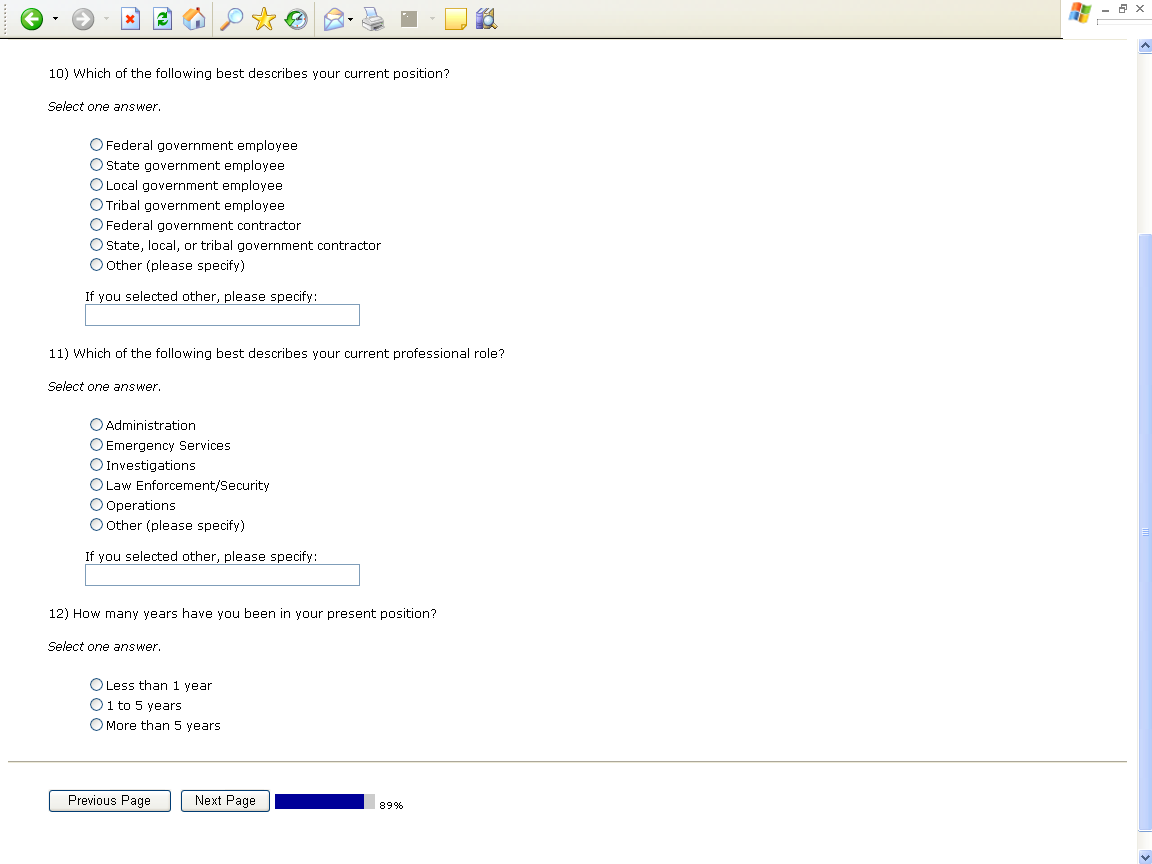 10) Which of the following best describes your current position?
Select one answer.
Federal government employee
State government employee
Local government employee
Tribal government employee
Federal government contractor
State, local, or tribal government contractor
Other (please specify)
If you selected other, please specify:
11) Which of the following best describes your current professional role?
Select one answer.
Administration
Emergency Services
Investigations
Law Enforcement/Security
Operations
Other (please specify)
If you selected other, please specify:
12) How many years have you been in your present position?
Select one answer.
Less than 1 year
1 to 5 years
More than 5 years
Previous Page Next Page 89%